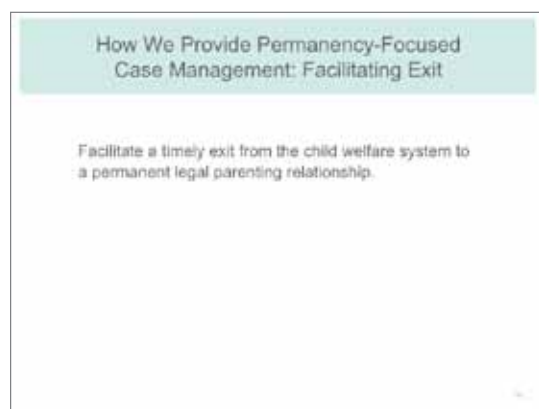 How We Provide Permanency-Focused
Case Management: Facilitating Exit
Facilitate a timely exit from the child welfare system to
a permanent legal parenting relationship.